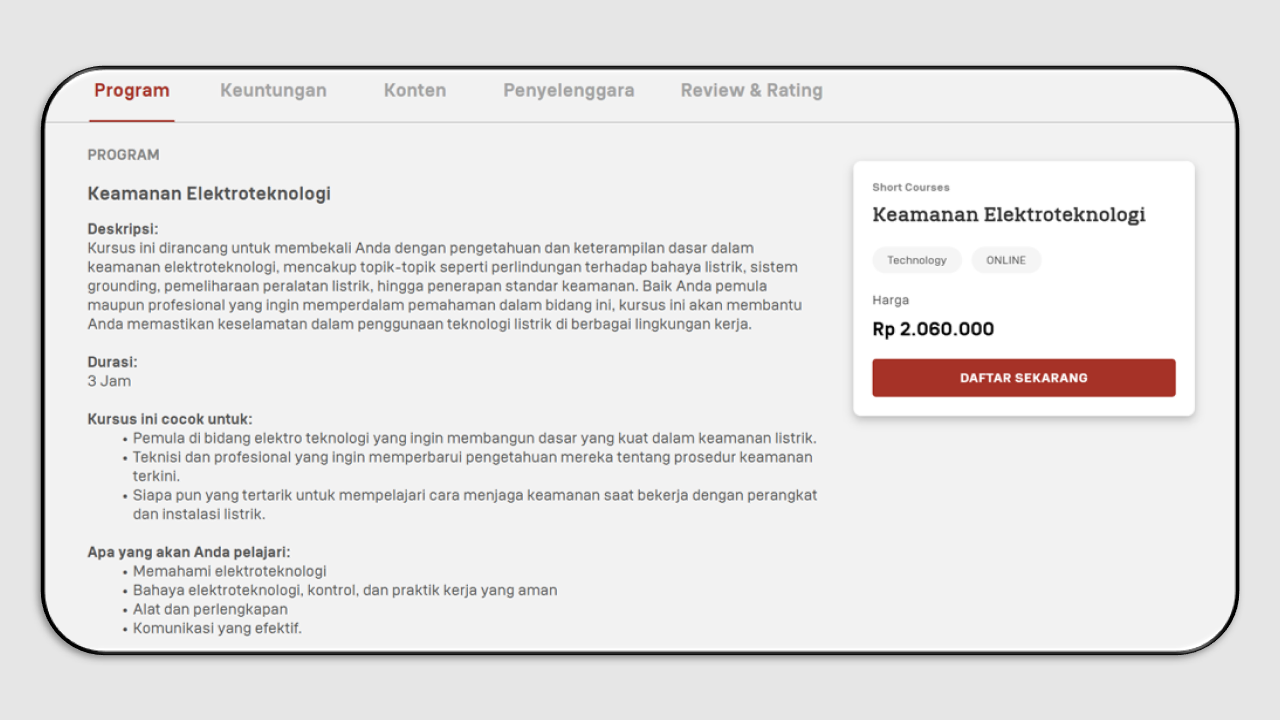 Program
Keuntungan
Konten
Penyelenggara
Review & Rating
PROGRAM
Keamanan Elektroteknologi
Deskripsi:
Kursus ini dirancang untuk membekali Anda dengan pengetahuan dan keterampilan dasar dalam
keamanan elektroteknologi, mencakup topik-topik seperti perlindungan terhadap bahaya listrik, sistem
grounding, pemeliharaan peralatan listrik, hingga penerapan standar keamanan. Baik Anda pemula
maupun profesional yang ingin memperdalam pemahaman dalam bidang ini, kursus ini akan membantu
Anda memastikan keselamatan dalam penggunaan teknologi listrik di berbagai lingkungan kerja.
Durasi:
3 Jam
Kursus ini cocok untuk:
• Pemula di bidang elektro teknologi yang ingin membangun dasar yang kuat dalam keamanan listrik.
• Teknisi dan profesional yang ingin memperbarui pengetahuan mereka tentang prosedur keamanan
terkini.
• Siapa pun yang tertarik untuk mempelajari cara menjaga keamanan saat bekerja dengan perangkat
dan instalasi listrik.
Apa yang akan Anda pelajari:
• Memahami elektroteknologi
• Bahaya elektroteknologi, kontrol, dan praktik kerja yang aman
• Alat dan perlengkapan
• Komunikasi yang efektif.
Short Courses
Keamanan Elektroteknologi
Technology
ONLINE
Harga
Rp 2.060.000
DAFTAR SEKARANG